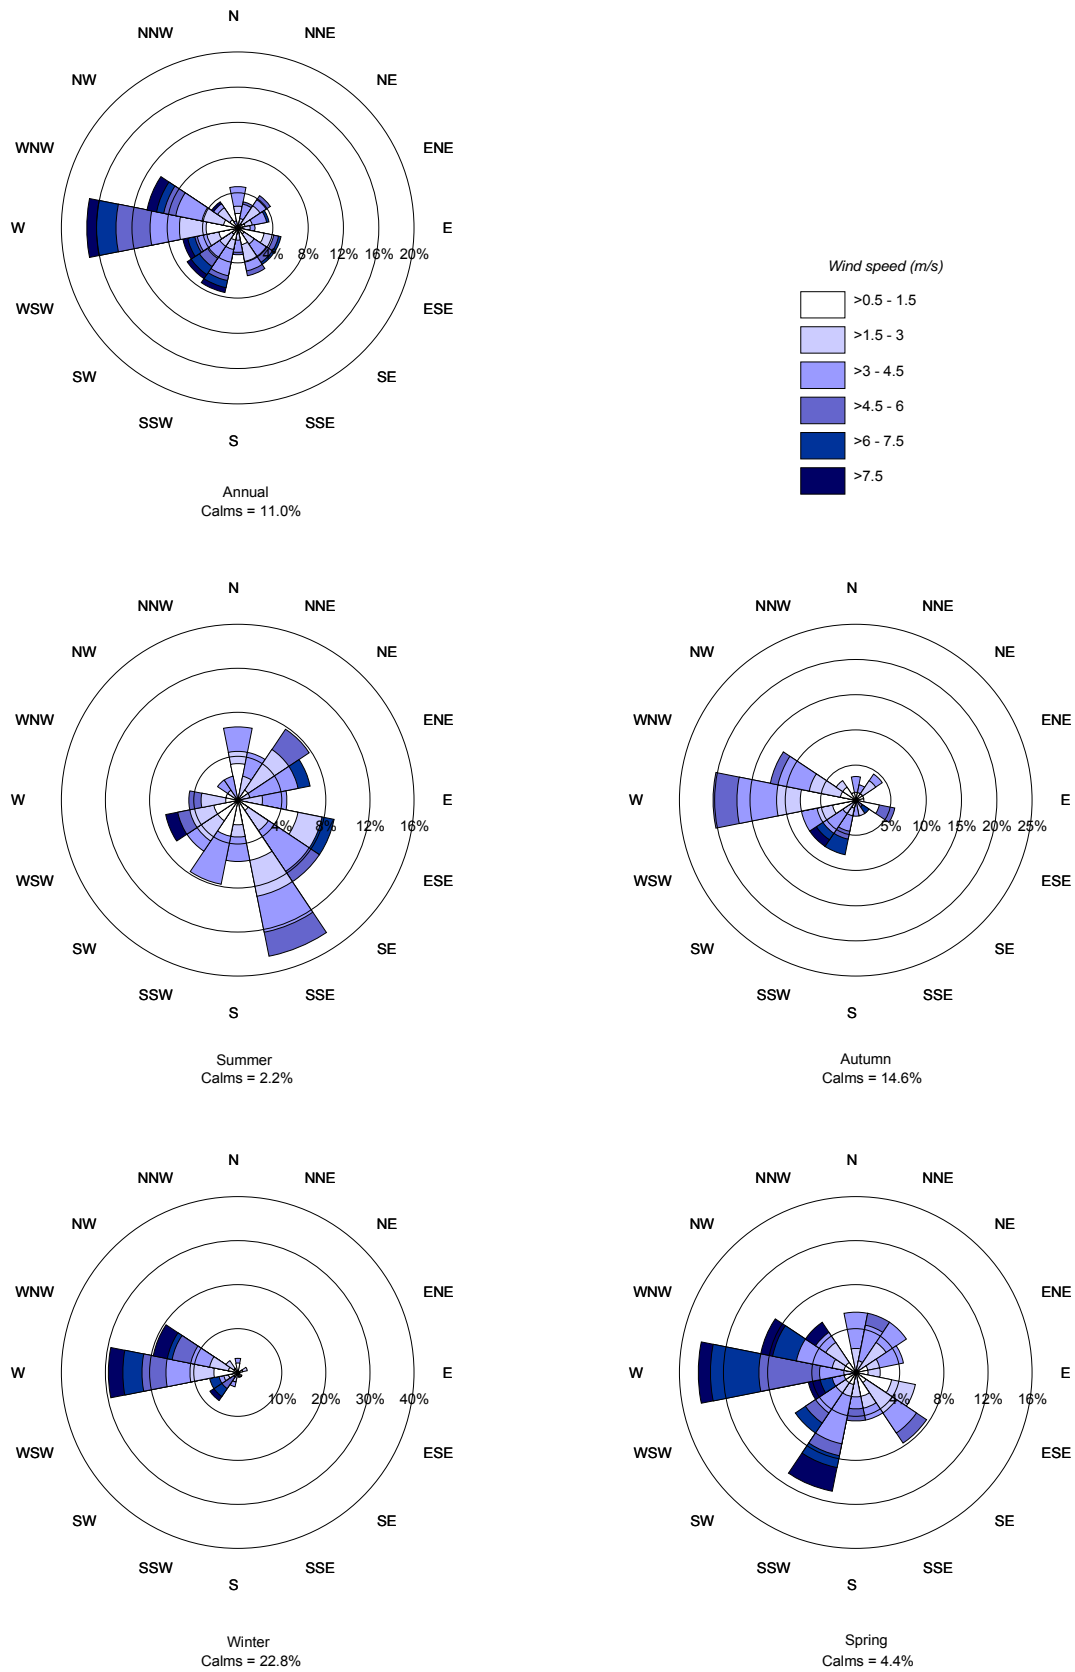 N
NNW
NNE
NW
NE
WNW
ENE
W
E
4%
8%
12%
16%
20%
WSW
ESE
SW
SE
SSW
SSE
S
Annual
Calms = 11.0%
Wind speed (m/s)
>0.5 - 1.5
>1.5 - 3
>3 - 4.5
>4.5 - 6
>6 - 7.5
>7.5
N
NNW
NNE
NW
NE
WNW
ENE
W
E
4%
8%
12%
16%
WSW
ESE
SW
SE
SSW
SSE
S
Summer
Calms = 2.2%
N
NNW
NNE
NW
NE
WNW
ENE
W
E
5%
10%
15%
20%
25%
WSW
ESE
SW
SE
SSW
SSE
S
Autumn
Calms = 14.6%
N
NNW
NNE
NW
NE
WNW
ENE
W
E
10%
20%
30%
40%
WSW
ESE
SW
SE
SSW
SSE
S
Winter
Calms = 22.8%
N
NNW
NNE
NW
NE
WNW
ENE
W
E
4%
8%
12%
16%
WSW
ESE
SW
SE
SSW
SSE
S
Spring
Calms = 4.4%